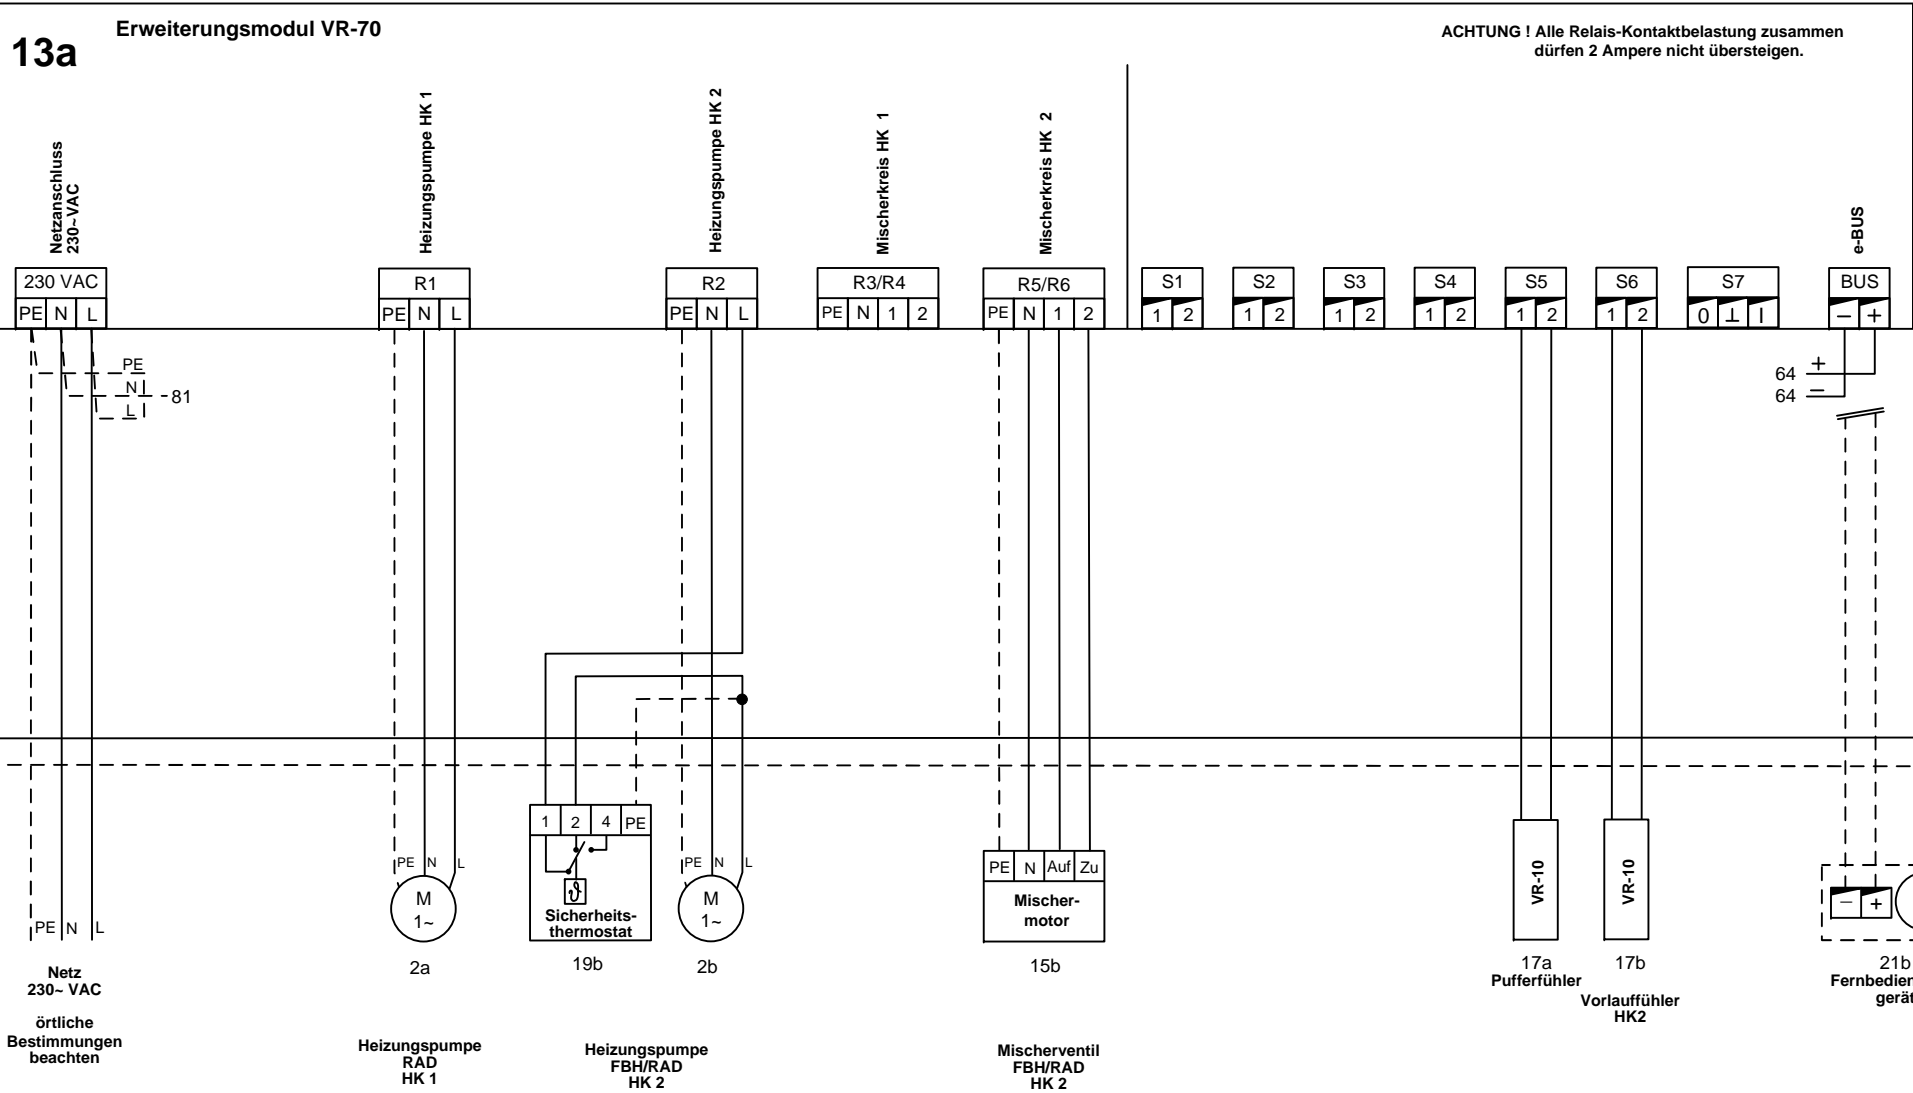 13a
Erweiterungsmodul VR-70
ACHTUNG ! Alle Relais-Kontaktbelastung zusammen
dürfen 2 Ampere nicht übersteigen.
Netzanschluss
230~VAC
Heizungspumpe HK 1
Heizungspumpe HK 2
Mischerkreis HK 1
Mischerkreis HK 2
e-BUS
230 VAC
PE N L
R1
PE N L
R2
PE N L
R3/R4
PE N 1 2
R5/R6
PE N 1 2
S1
1 2
S2
1 2
S3
1 2
S4
1 2
S5
1 2
S6
1 2
S7
0 ⊥ I
BUS
− +
PE
N
L
81
64 +
64 −
1 2 4 PE
ϑ
Sicherheits-
thermostat
19b
PE N L
Netz
230~ VAC
örtliche
Bestimmungen
beachten
PE N L
M
1~
2a
Heizungspumpe
RAD
HK 1
PE N L
M
1~
2b
Heizungspumpe
FBH/RAD
HK 2
PE N Auf Zu
Mischer-
motor
15b
Mischerventil
FBH/RAD
HK 2
VR-10
17a
Pufferfühler
VR-10
17b
Vorlauffühler
HK2
− +
21b
Fernbedien
gerät